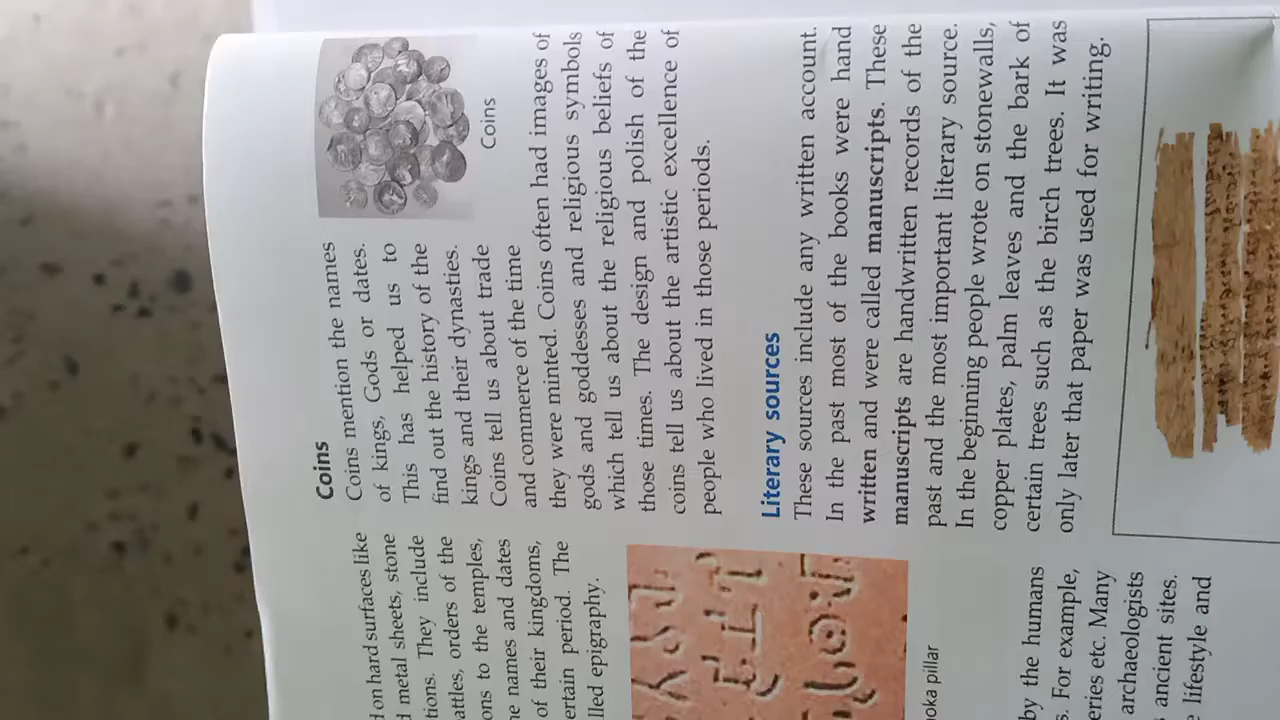 d on hard surfaces like
d metal sheets, stone
tions. They include
attles, orders of the
ons to the temples,
ne names and dates
of their kingdoms,
ertain period. The
lled epigraphy.
oka pillar
by the humans
s. For example,
eries etc. Many
archaeologists
ancient sites.
lifestyle and
Coins
Coins mention the names
of kings, Gods or dates.
This has helped us to
find out the history of the
kings and their dynasties.
Coins tell us about trade
and commerce of the time
they were minted. Coins often had images of
gods and goddesses and religious symbols
which tell us about the religious beliefs of
those times. The design and polish of the
coins tell us about the artistic excellence of
people who lived in those periods.
Coins
Literary sources
These sources include any written account.
In the past most of the books were hand
written and were called manuscripts. These
manuscripts are handwritten records of the
past and the most important literary source.
In the beginning people wrote on stonewalls,
copper plates, palm leaves and the bark of
certain trees such as the birch trees. It was
only later that paper was used for writing.